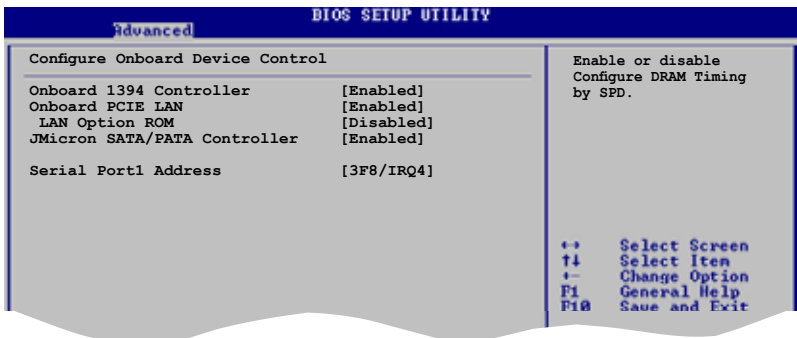 BIOS SETUP UTILITY
Advanced
Configure Onboard Device Control
Onboard 1394 Controller [Enabled]
Onboard PCIE LAN [Enabled]
LAN Option ROM [Disabled]
JMicron SATA/PATA Controller [Enabled]
Serial Port1 Address [3F8/IRQ4]
Enable or disable
Configure DRAM Timing
by SPD.
←→ Select Screen
↑↓ Select Item
+- Change Option
F1 General Help
F10 Save and Exit